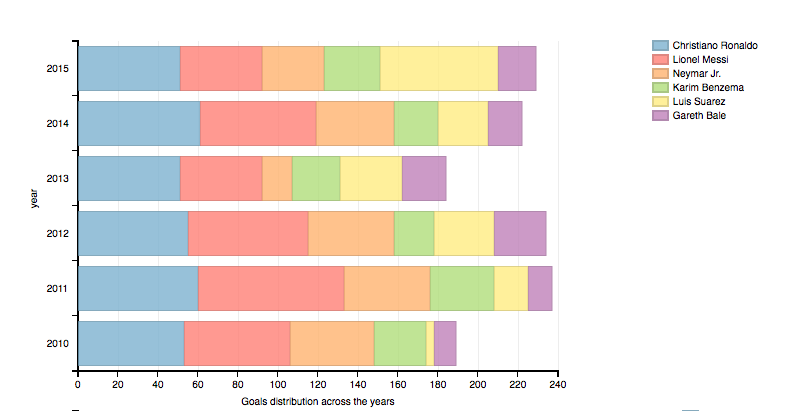 Christiano Ronaldo
Lionel Messi
Neymar Jr.
Karim Benzema
Luis Suarez
Gareth Bale
year
2015
2014
2013
2012
2011
2010
0 20 40 60 80 100 120 140 160 180 200 220 240
Goals distribution across the years